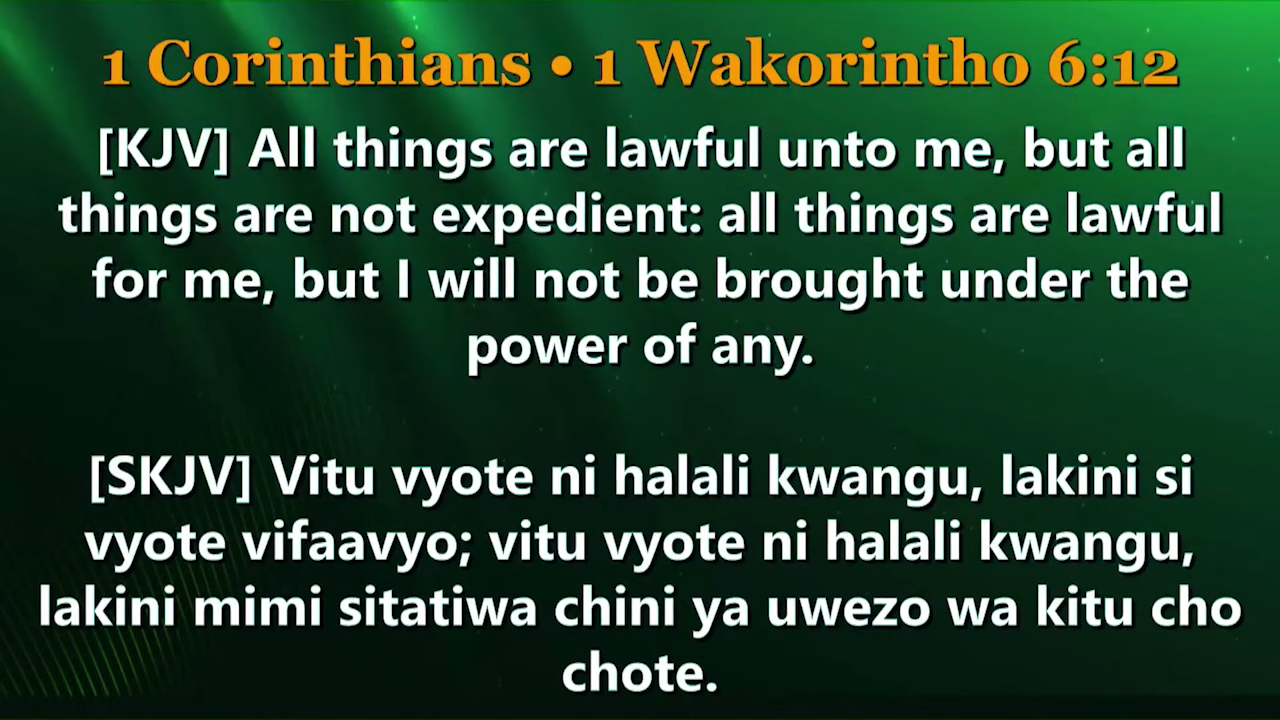 1 Corinthians • 1 Wakorintho 6:12
[KJV] All things are lawful unto me, but all
things are not expedient: all things are lawful
for me, but I will not be brought under the
power of any.
[SKJV] Vitu vyote ni halali kwangu, lakini si
vyote vifaavyo; vitu vyote ni halali kwangu,
lakini mimi sitatiwa chini ya uwezo wa kitu cho
chote.